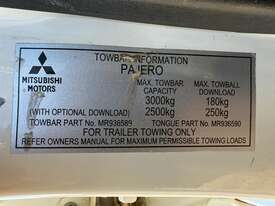 TOWBAR INFORMATION
PAJERO
MITSUBISHI
MOTORS
MAX. TOWBAR MAX. TOWBALL
CAPACITY DOWNLOAD
3000kg 180kg
(WITH OPTIONAL DOWNLOAD) 2500kg 250kg
TOWBAR PART No. MR936589 TONGUE PART No. MR936590
FOR TRAILER TOWING ONLY
REFER OWNERS MANUAL FOR MAXIMUM PERMISSIBLE TOWING LOADS